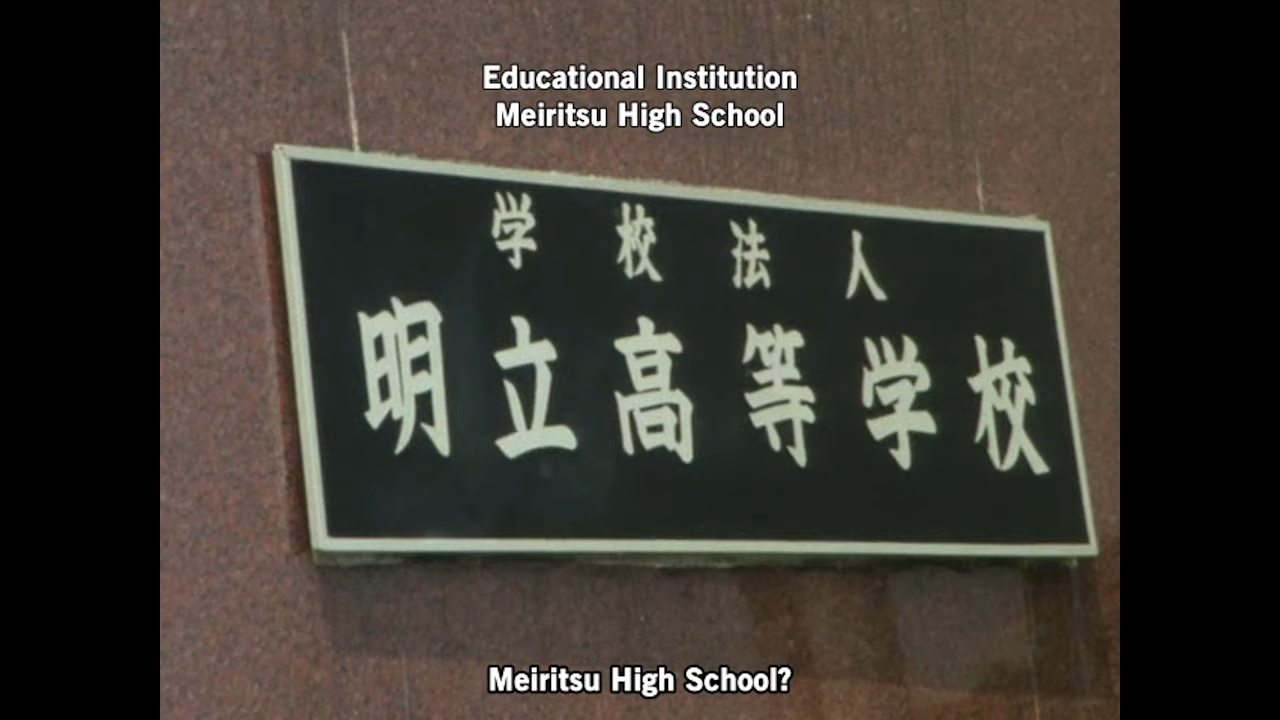 Educational Institution
Meiritsu High School
学校法人
明立高等学校
Meiritsu High School?